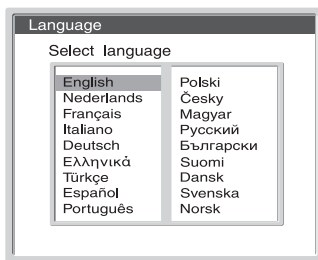 Language
Select language
English
Nederlands
Français
Italiano
Deutsch
Ελληνικά
Türkçe
Español
Português
Polski
Česky
Magyar
Русский
Български
Suomi
Dansk
Svenska
Norsk